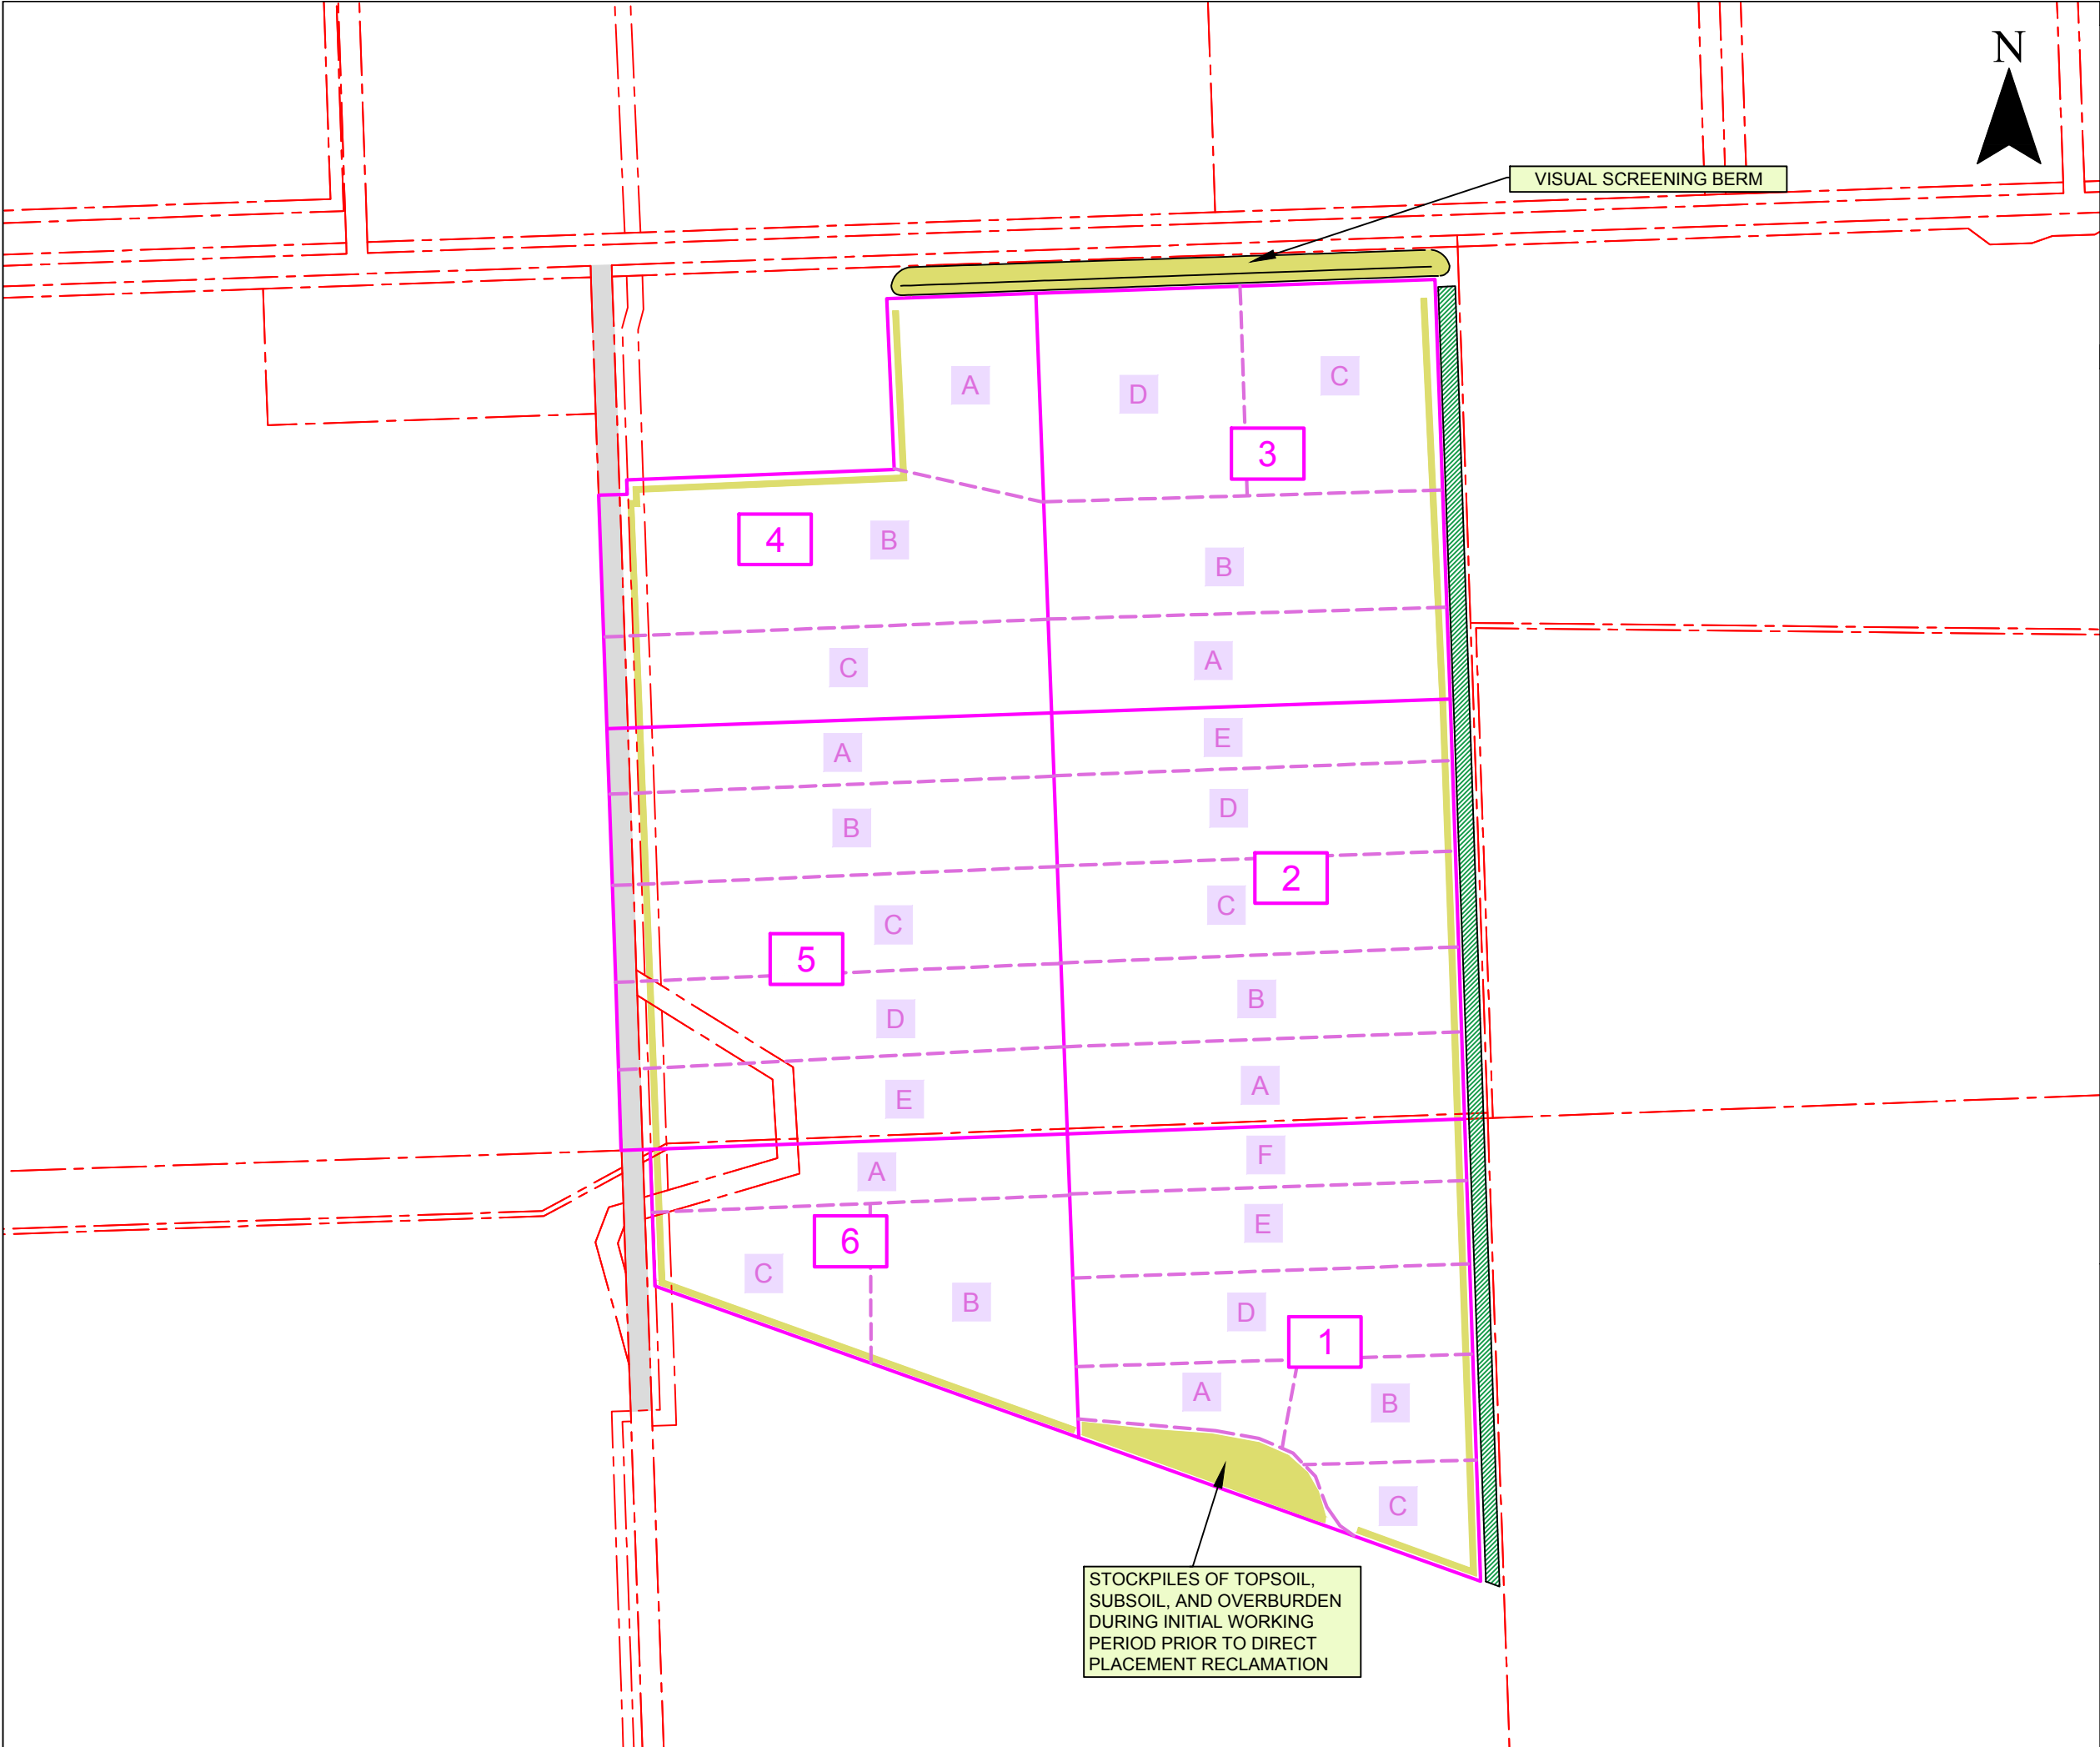 N
VISUAL SCREENING BERM
A
D
C
3
4
B
B
C
A
A
E
B
D
2
C
C
5
B
D
A
E
F
A
E
6
C
B
D
1
A
B
C
STOCKPILES OF TOPSOIL,
SUBSOIL, AND OVERBURDEN
DURING INITIAL WORKING
PERIOD PRIOR TO DIRECT
PLACEMENT RECLAMATION